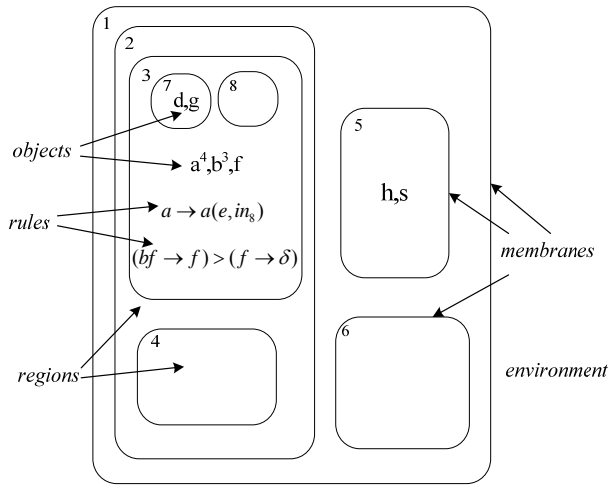 1
2
3
7
8
d,g
objects
a⁴,b³,f
5
h,s
rules
a → a(e,in₈)
(bf → f) > (f → δ)
membranes
4
6
regions
environment